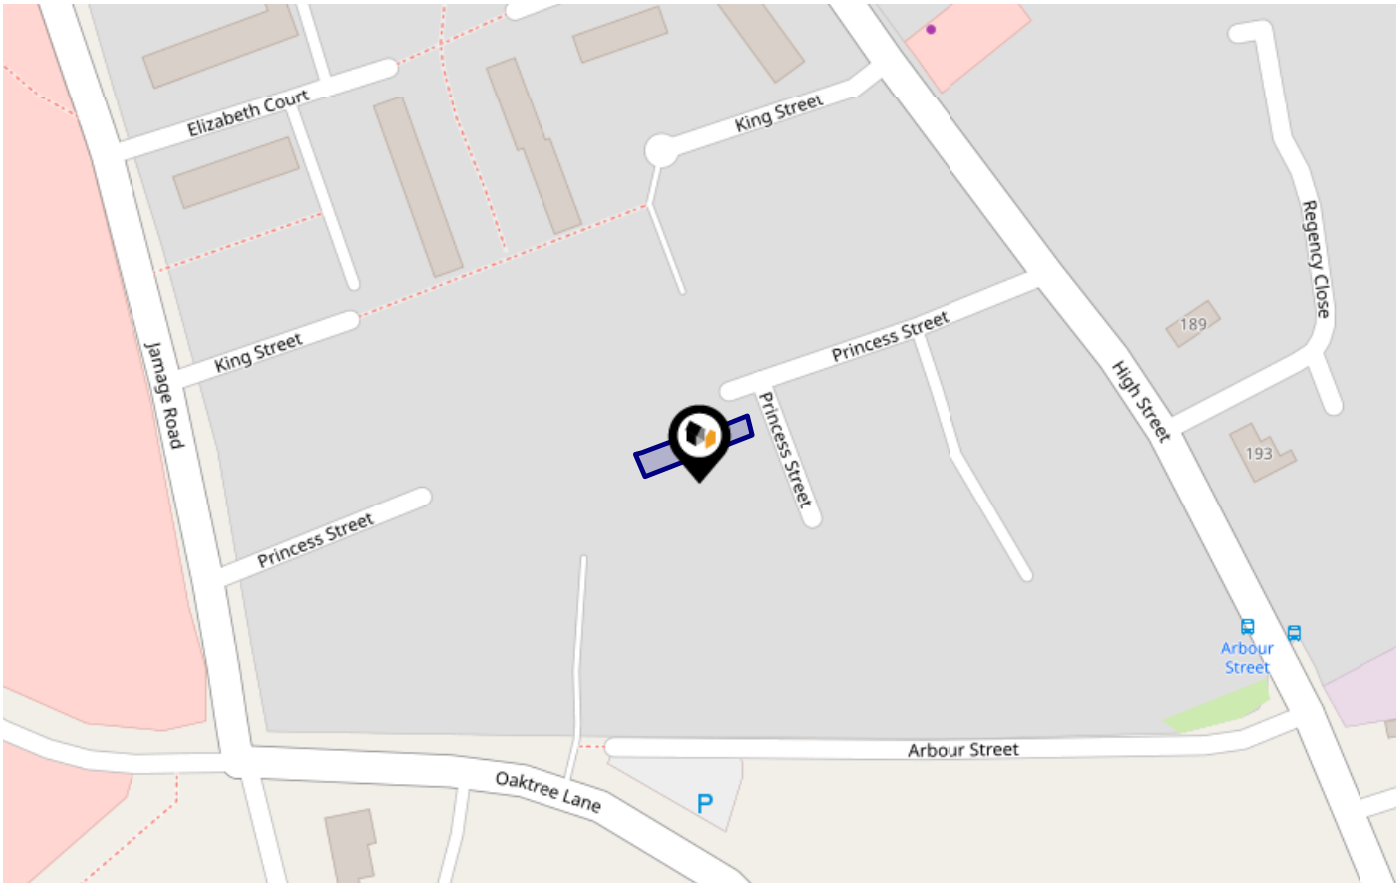 Elizabeth Court
King Street
Regency Close
Princess Street
189
King Street
Jamage Road
High Street
Princess Street
193
Princess Street
Arbour
Street
Arbour Street
Oaktree Lane
P